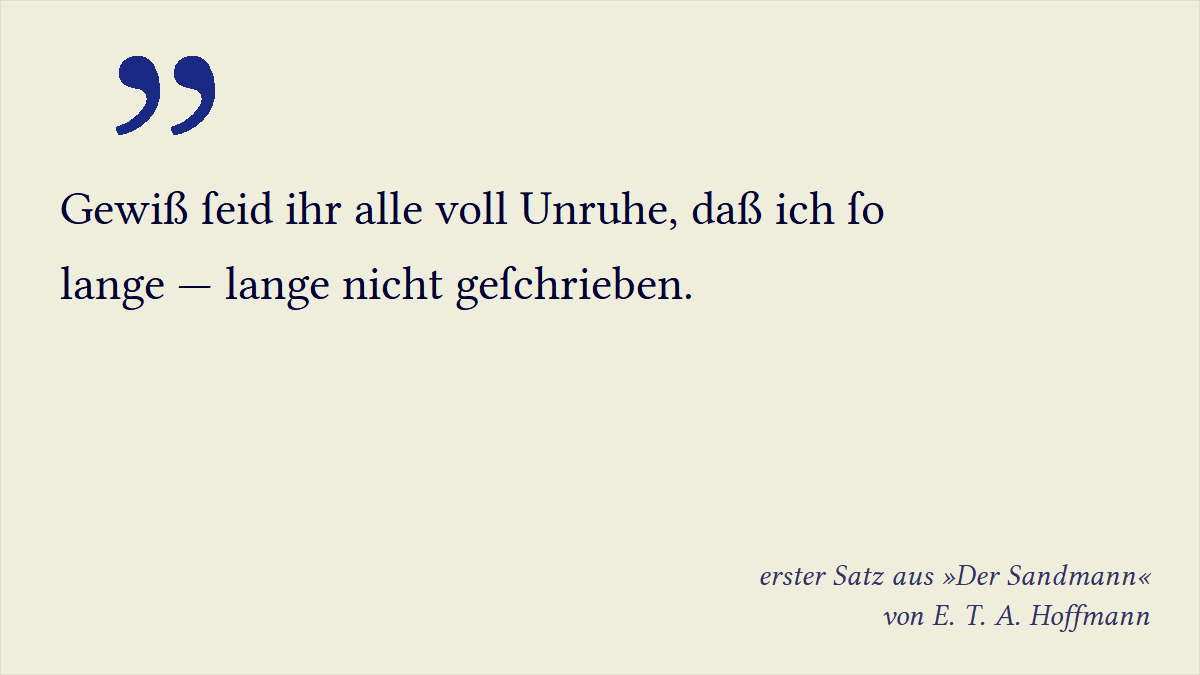 ”
Gewiß ſeid ihr alle voll Unruhe, daß ich ſo
lange — lange nicht geſchrieben.
erster Satz aus »Der Sandmann«
von E. T. A. Hoffmann